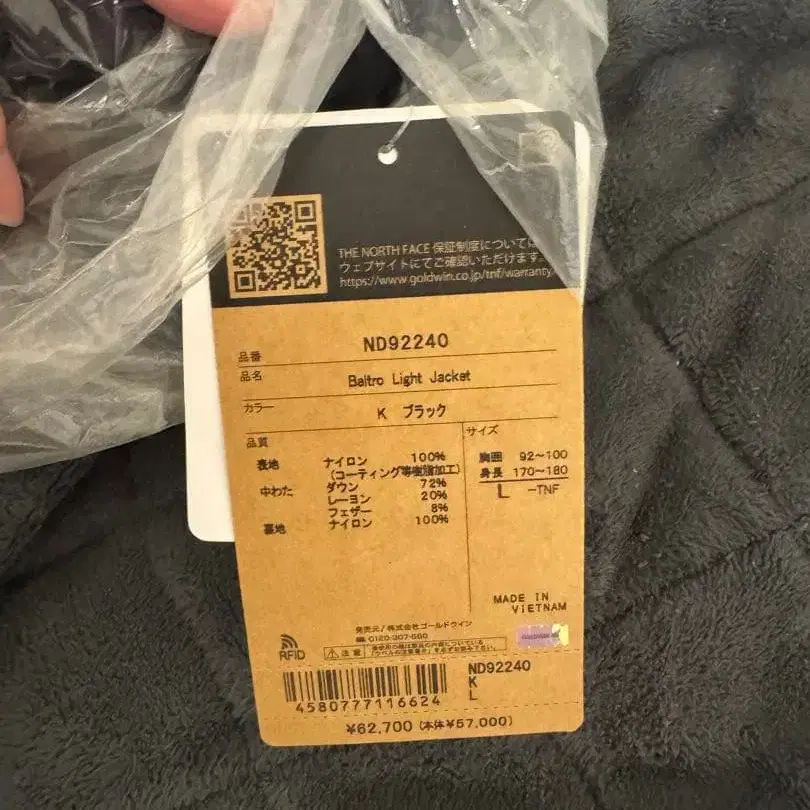 THE NORTH FACE 保証制度については
ウェブサイトにてご確認いただけます。
https://www.goldwin.co.jp/tnf/warranty/
品番 ND92240
品名 Baltro Light Jacket
カラー K ブラック
品質
表地 ナイロン 100%
(コーティング等樹脂加工)
中わた ダウン 72%
レーヨン 20%
フェザー 8%
裏地 ナイロン 100%
サイズ
胸囲 92～100
身長 170～180
L -TNF
MADE IN
VIETNAM
発売元/株式会社ゴールドウイン
0120-307-560
RFID
注意
ND92240
K
L
4580777116624
¥62,700 (本体¥57,000)